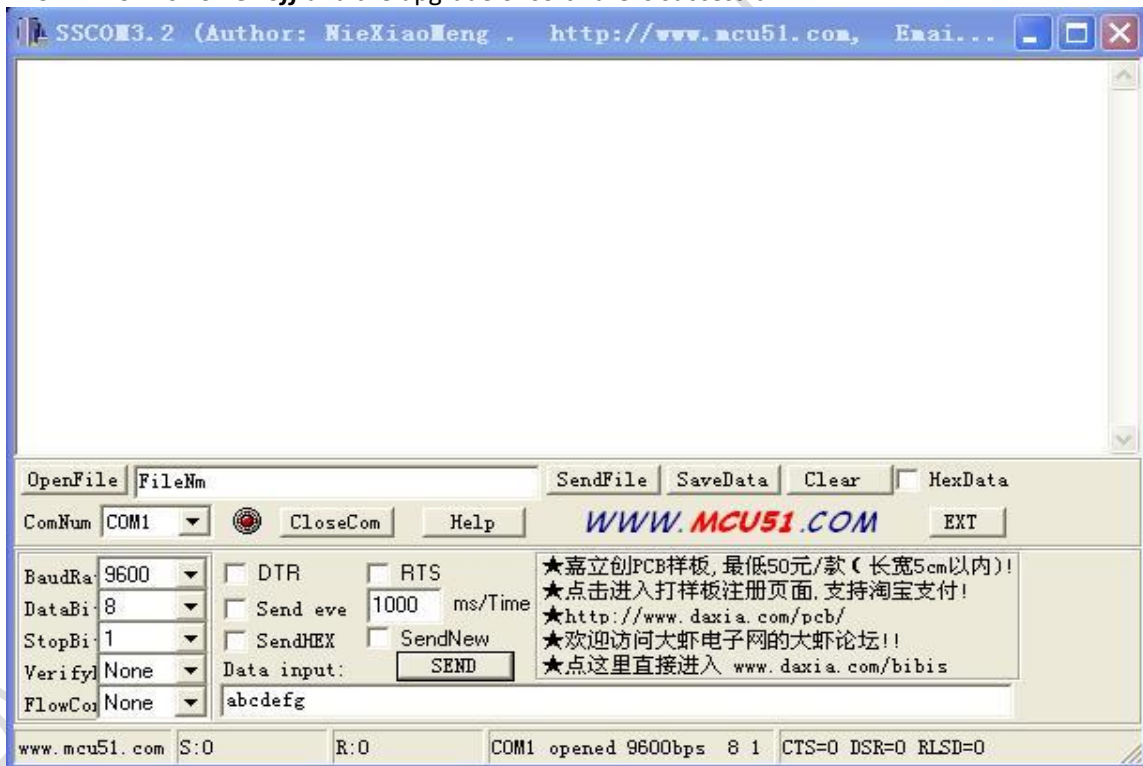 SSCOM3.2 (Author: NieXiaoMeng . http://www.mcu51.com, Emai...
OpenFile FileNm SendFile SaveData Clear HexData
ComNum COM1 CloseCom Help WWW.MCU51.COM EXT
BaudRa 9600 DTR RTS
DataBi 8 Send eve 1000 ms/Time
StopBi 1 SendHEX SendNew
Verify None Data input: SEND
FlowCo None abcdefg
★嘉立创PCB样板,最低50元/款(长宽5cm以内)!
★点击进入打样板注册页面,支持淘宝支付!
★http://www.daxia.com/pcb/
★欢迎访问大虾电子网的大虾论坛!!
★点这里直接进入 www.daxia.com/bibis
www.mcu51.com S:0 R:0 COM1 opened 9600bps 8 1 CTS=0 DSR=0 RLSD=0